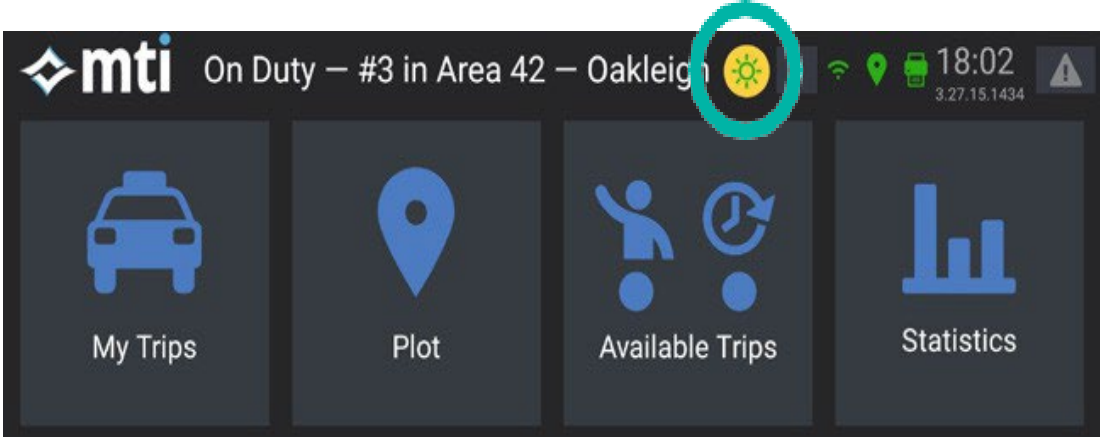 mti
On Duty – #3 in Area 42 – Oakleigh
18:02
3.27.15.1434
My Trips
Plot
Available Trips
Statistics